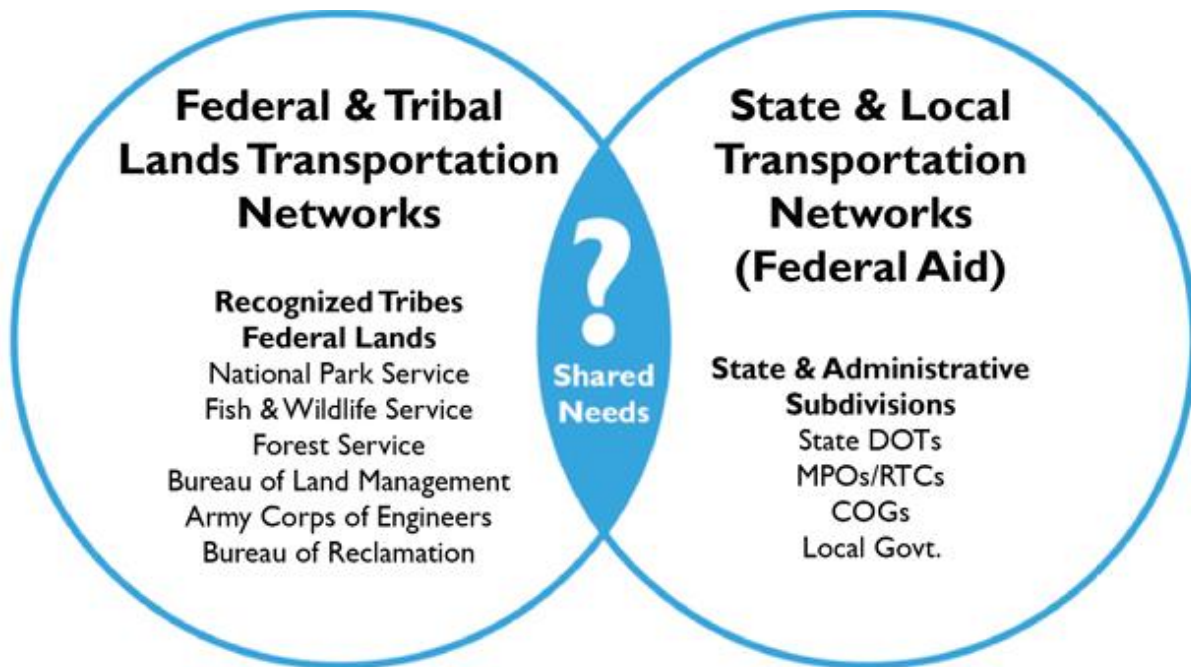 Federal & Tribal
Lands Transportation
Networks
Recognized Tribes
Federal Lands
National Park Service
Fish & Wildlife Service
Forest Service
Bureau of Land Management
Army Corps of Engineers
Bureau of Reclamation
?
Shared
Needs
State & Local
Transportation
Networks
(Federal Aid)
State & Administrative
Subdivisions
State DOTs
MPOs/RTCs
COGs
Local Govt.